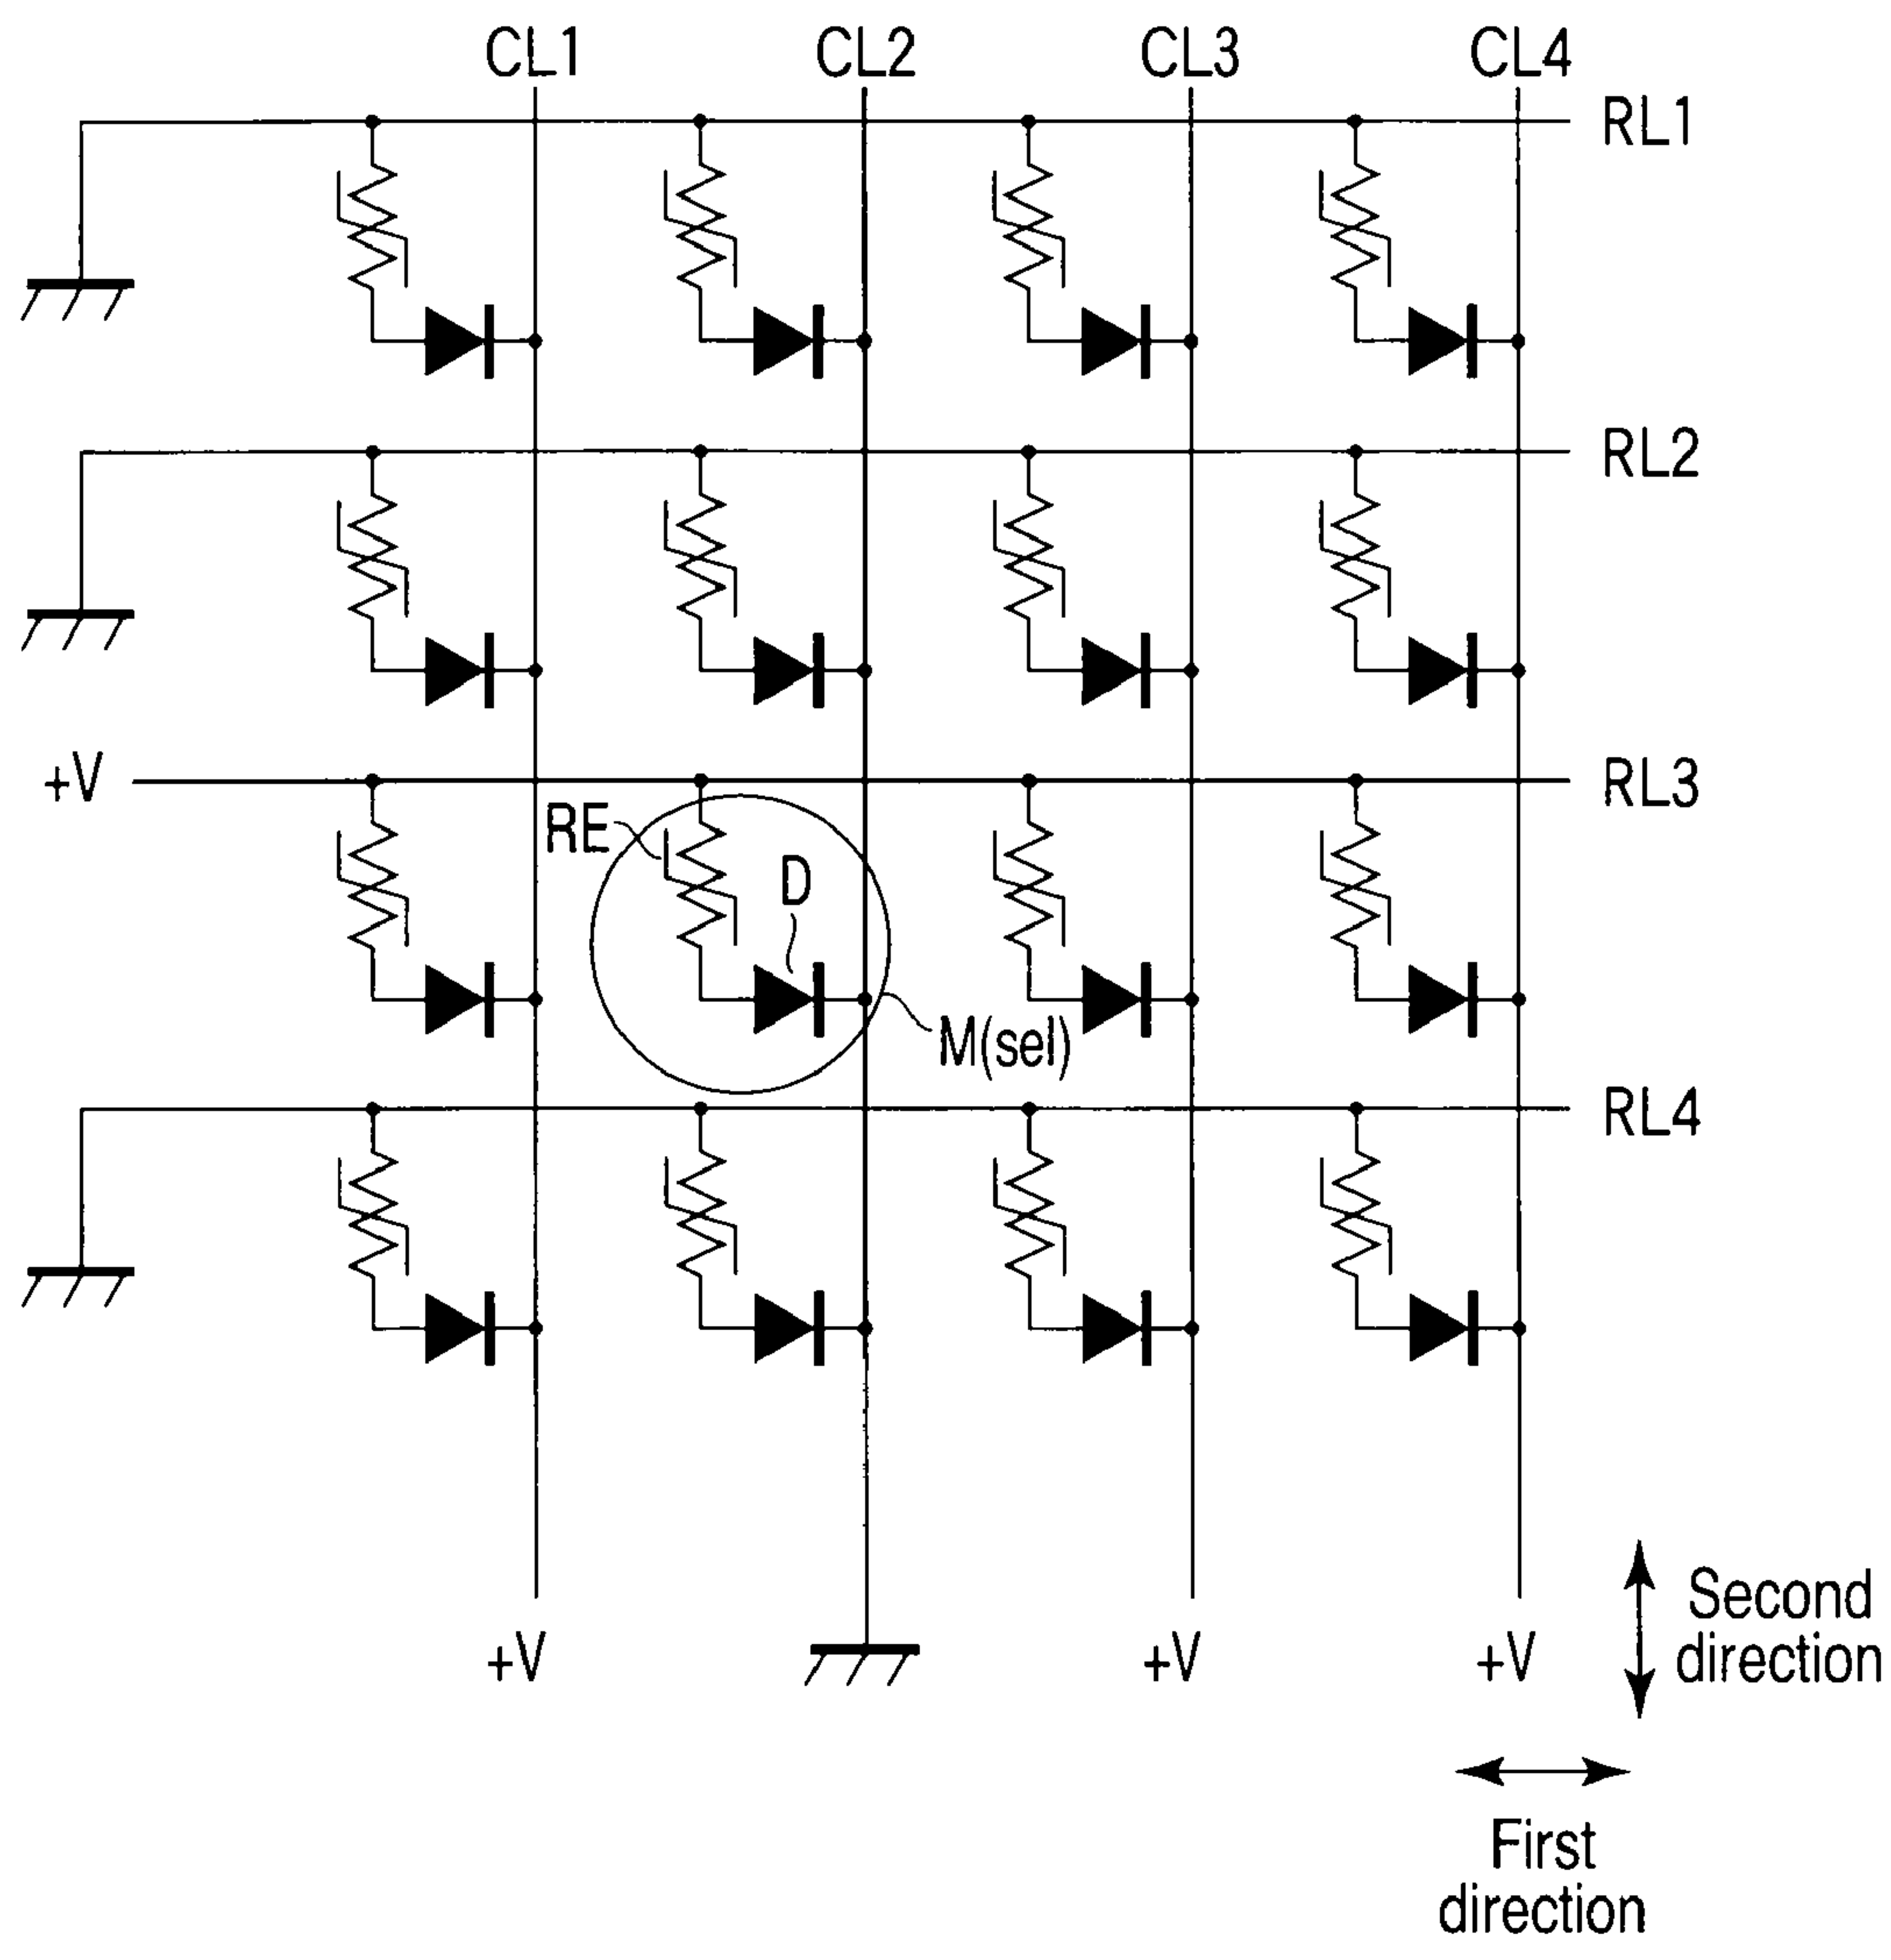 CL1 CL2 CL3 CL4
RL1
RL2
+V RL3
RE
D
M(sel)
RL4
+V +V +V
Second
direction
First
direction